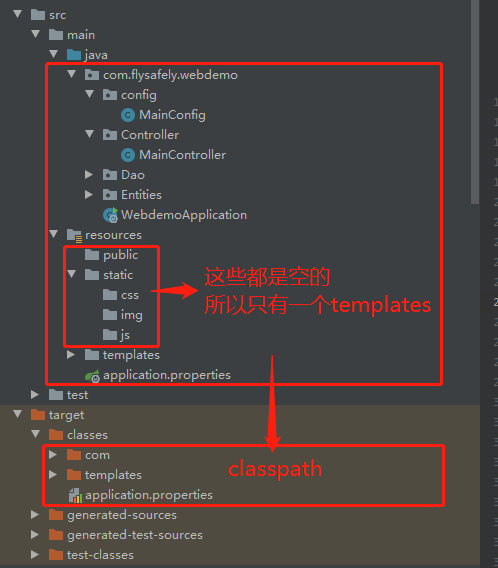 src
main
java
com.flysafely.webdemo
config
MainConfig
Controller
MainController
Dao
Entities
WebdemoApplication
resources
public
static
css
img
js
templates
application.properties
test
target
classes
com
templates
application.properties
generated-sources
generated-test-sources
test-classes
这些都是空的
所以只有一个templates
classpath